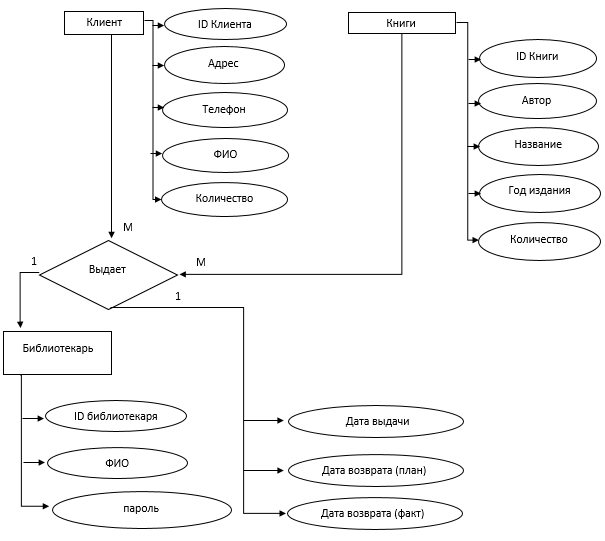 Клиент
ID Клиента
Адрес
Телефон
ФИО
Количество
Книги
ID Книги
Автор
Название
Год издания
Количество
М
М
1
Выдает
1
Библиотекарь
ID библиотекаря
ФИО
пароль
Дата выдачи
Дата возврата (план)
Дата возврата (факт)